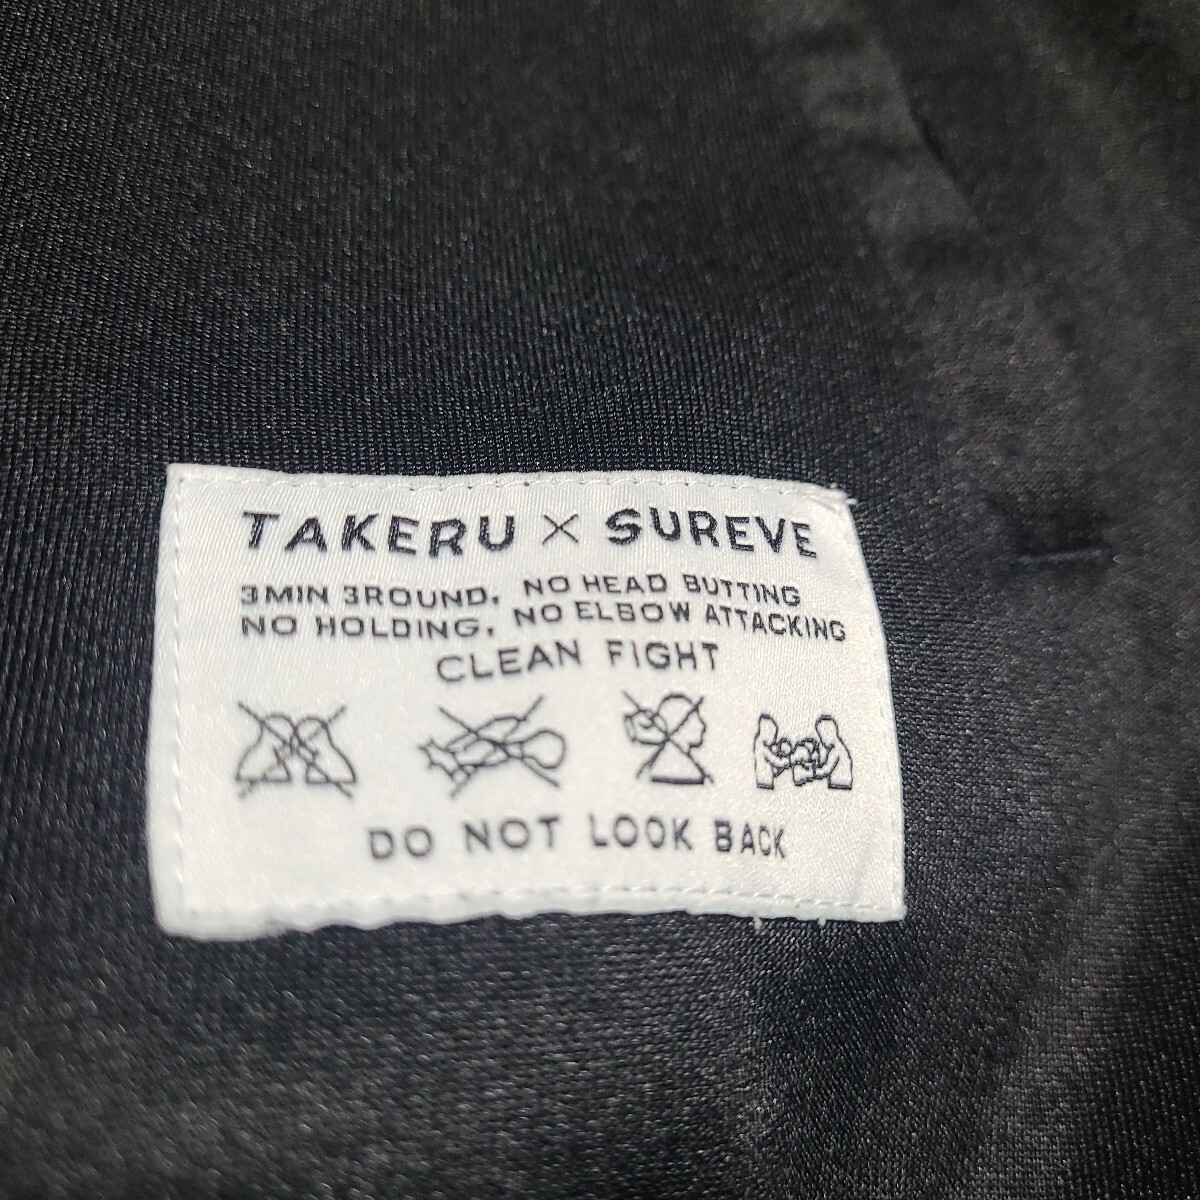 TAKERU × SUREVE
3MIN 3ROUND, NO HEAD BUTTING
NO HOLDING, NO ELBOW ATTACKING
CLEAN FIGHT
DO NOT LOOK BACK